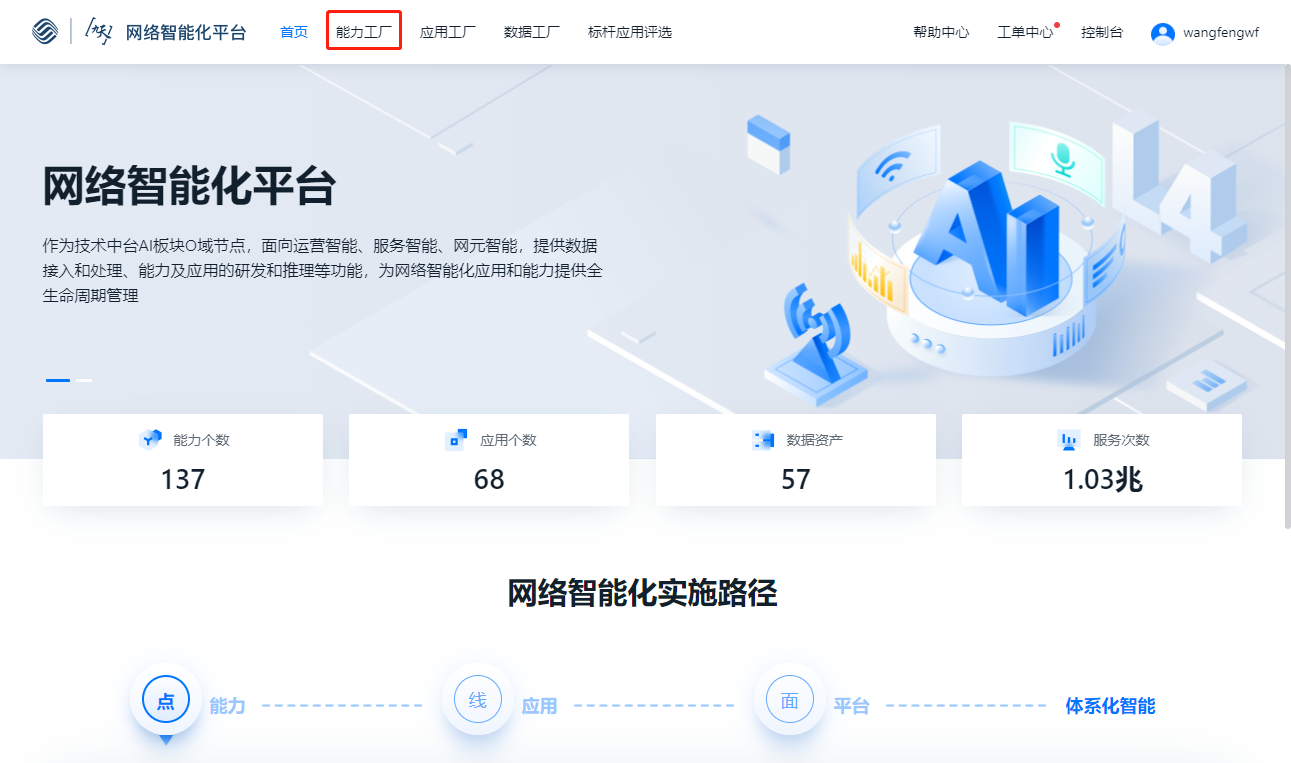 网络智能化平台 首页 能力工厂 应用工厂 数据工厂 标杆应用评选 帮助中心 工单中心 控制台 wangfengwf
网络智能化平台
作为技术中台AI板块O域节点，面向运营智能、服务智能、网元智能，提供数据
接入和处理、能力及应用的研发和推理等功能，为网络智能化应用和能力提供全
生命周期管理
AI
L4
能力个数 应用个数 数据资产 服务次数
137 68 57 1.03兆
网络智能化实施路径
点 能力 线 应用 面 平台 体系化智能